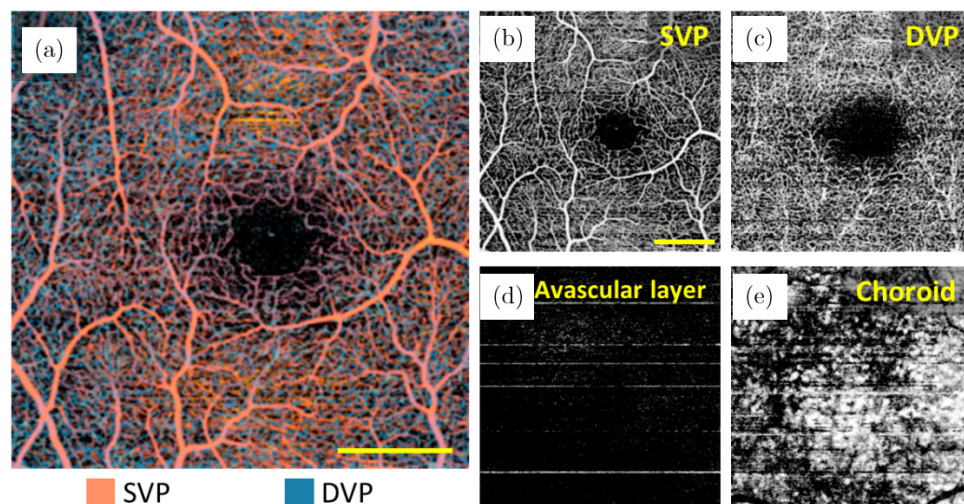 (a)
(b)
SVP
(c)
DVP
(d)
Avascular layer
(e)
Choroid
SVP
DVP